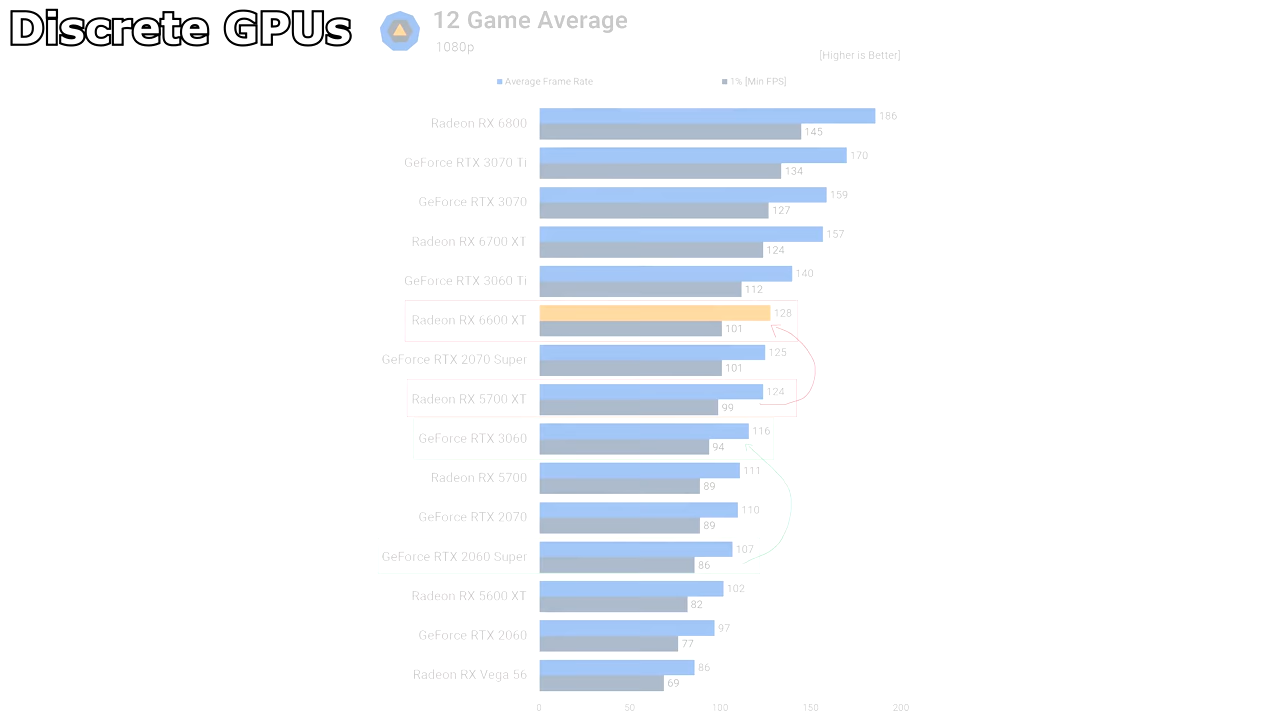 Discrete GPUs
12 Game Average
1080p
[Higher is Better]
Average Frame Rate
1% [Min FPS]
Radeon RX 6800
186
145
GeForce RTX 3070 Ti
170
134
GeForce RTX 3070
159
127
Radeon RX 6700 XT
157
124
GeForce RTX 3060 Ti
140
112
Radeon RX 6600 XT
128
101
GeForce RTX 2070 Super
125
101
Radeon RX 5700 XT
124
99
GeForce RTX 3060
116
94
Radeon RX 5700
111
89
GeForce RTX 2070
110
89
GeForce RTX 2060 Super
107
86
Radeon RX 5600 XT
102
82
GeForce RTX 2060
97
77
Radeon RX Vega 56
86
69
0 50 100 150 200